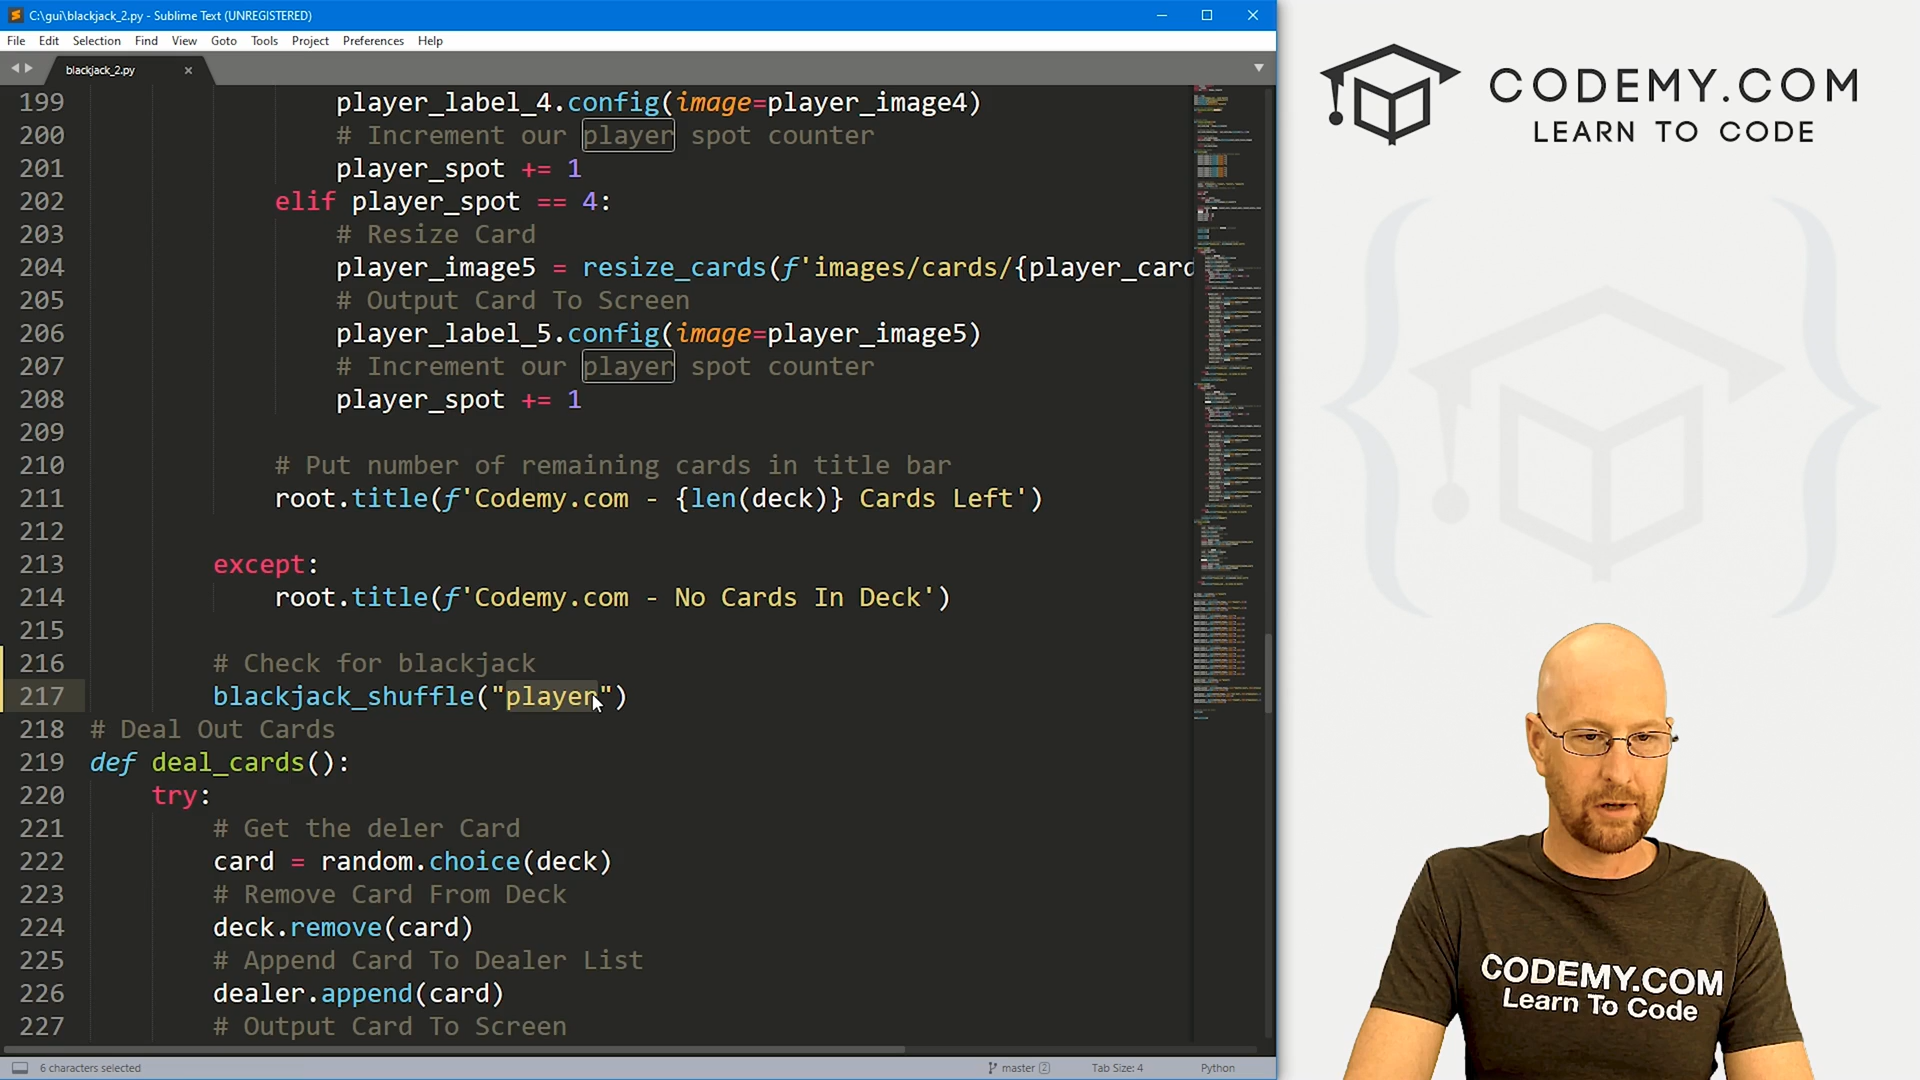 C:\gui\blackjack_2.py - Sublime Text (UNREGISTERED)
File Edit Selection Find View Goto Tools Project Preferences Help
blackjack_2.py
199 player_label_4.config(image=player_image4)
200 # Increment our player spot counter
201 player_spot += 1
202 elif player_spot == 4:
203 # Resize Card
204 player_image5 = resize_cards(f'images/cards/{player_card
205 # Output Card To Screen
206 player_label_5.config(image=player_image5)
207 # Increment our player spot counter
208 player_spot += 1
209
210 # Put number of remaining cards in title bar
211 root.title(f'Codemy.com - {len(deck)} Cards Left')
212
213 except:
214 root.title(f'Codemy.com - No Cards In Deck')
215
216 # Check for blackjack
217 blackjack_shuffle("player")
218 # Deal Out Cards
219 def deal_cards():
220 try:
221 # Get the deler Card
222 card = random.choice(deck)
223 # Remove Card From Deck
224 deck.remove(card)
225 # Append Card To Dealer List
226 dealer.append(card)
227 # Output Card To Screen
6 characters selected
master 2
Tab Size: 4
Python
CODEMY.COM
LEARN TO CODE
CODEMY.COM
Learn To Code